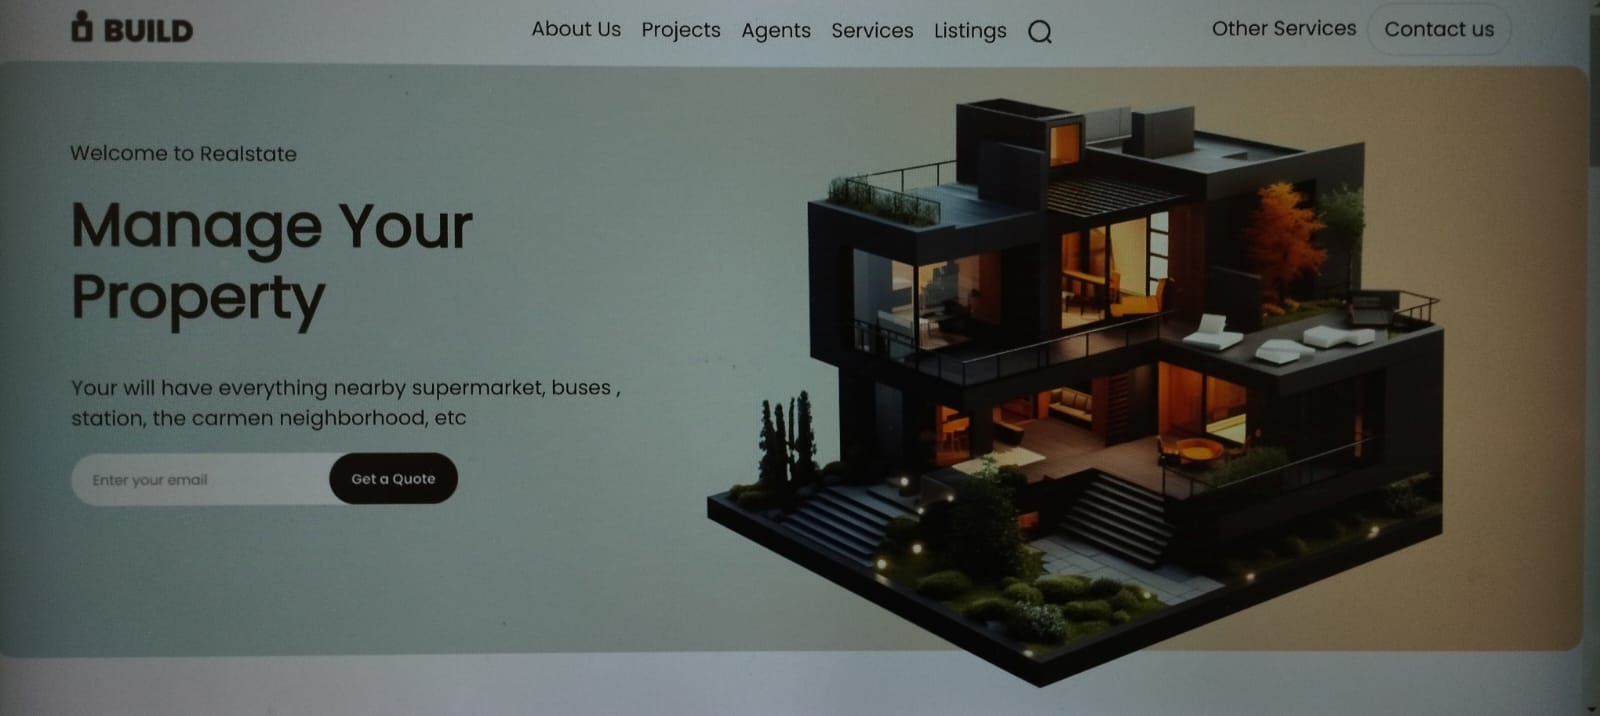 BUILD
About Us Projects Agents Services Listings
Other Services Contact us
Welcome to Realstate
Manage Your
Property
Your will have everything nearby supermarket, buses ,
station, the carmen neighborhood, etc
Enter your email Get a Quote